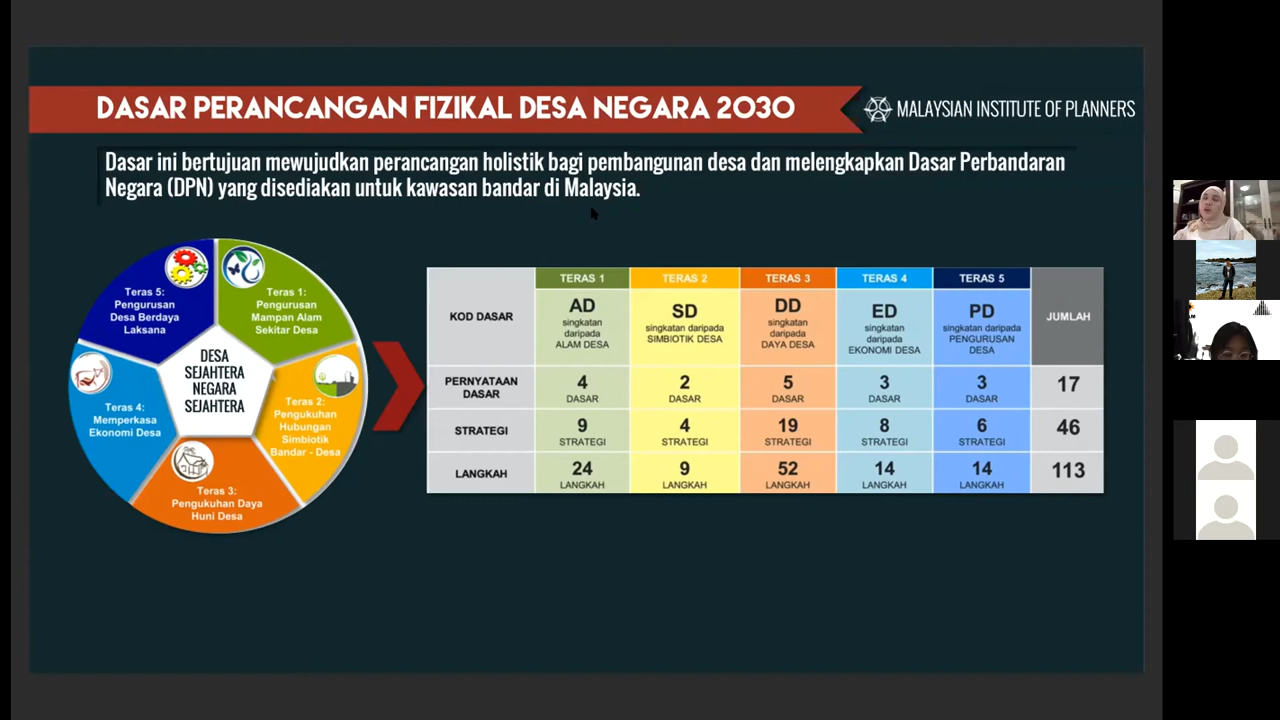 DASAR PERANCANGAN FIZIKAL DESA NEGARA 2030
MALAYSIAN INSTITUTE OF PLANNERS
Dasar ini bertujuan mewujudkan perancangan holistik bagi pembangunan desa dan melengkapkan Dasar Perbandaran
Negara (DPN) yang disediakan untuk kawasan bandar di Malaysia.
Teras 5:
Pengurusan
Desa Berdaya
Laksana
Teras 1:
Pengurusan
Mampan Alam
Sekitar Desa
DESA
SEJAHTERA
NEGARA
SEJAHTERA
Teras 4:
Memperkasa
Ekonomi Desa
Teras 2:
Pengukuhan
Hubungan
Simbiotik
Bandar - Desa
Teras 3:
Pengukuhan Daya
Huni Desa
KOD DASAR
TERAS 1
AD
singkatan
daripada
ALAM DESA
TERAS 2
SD
singkatan daripada
SIMBIOTIK DESA
TERAS 3
DD
singkatan
daripada
DAYA DESA
TERAS 4
ED
singkatan
daripada
EKONOMI DESA
TERAS 5
PD
singkatan daripada
PENGURUSAN
DESA
JUMLAH
PERNYATAAN
DASAR
4
DASAR
2
DASAR
5
DASAR
3
DASAR
3
DASAR
17
STRATEGI
9
STRATEGI
4
STRATEGI
19
STRATEGI
8
STRATEGI
6
STRATEGI
46
LANGKAH
24
LANGKAH
9
LANGKAH
52
LANGKAH
14
LANGKAH
14
LANGKAH
113